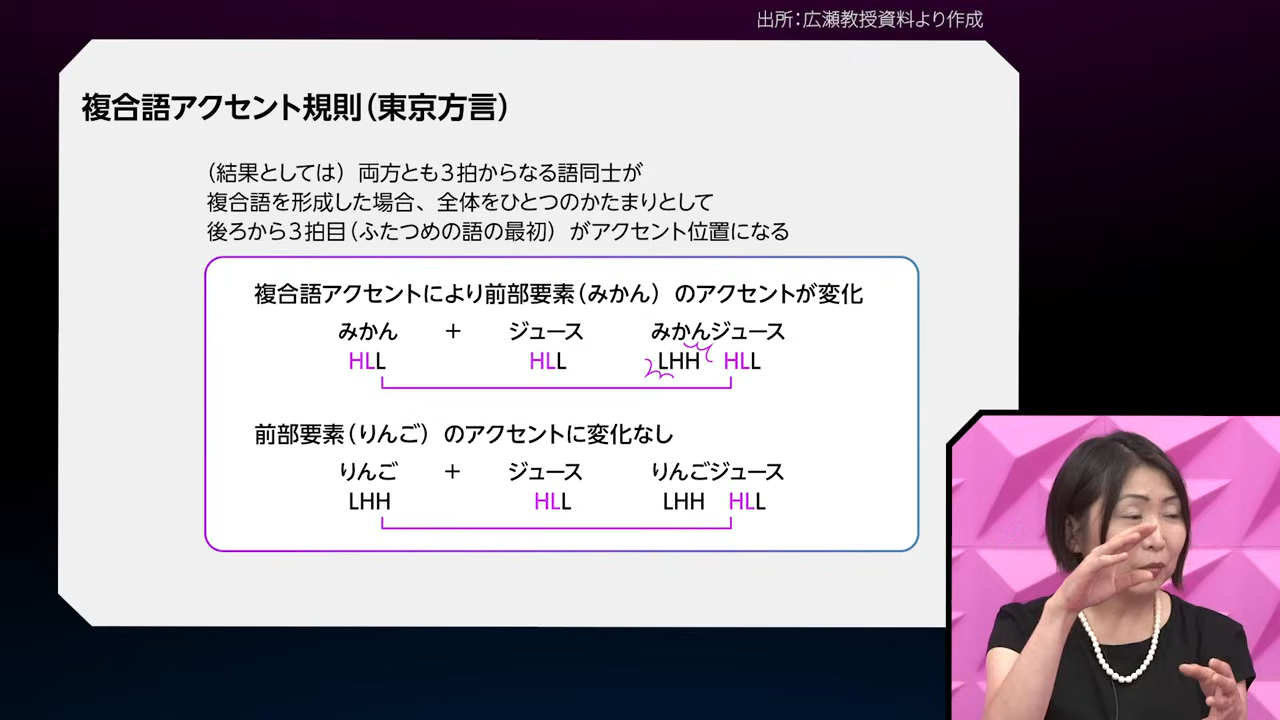 出所：広瀬教授資料より作成
複合語アクセント規則（東京方言）
（結果としては）両方とも３拍からなる語同士が
複合語を形成した場合、全体をひとつのかたまりとして
後ろから３拍目（ふたつめの語の最初）がアクセント位置になる
複合語アクセントにより前部要素（みかん）のアクセントが変化
みかん ＋ ジュース みかんジュース
HLL HLL LHH HLL
前部要素（りんご）のアクセントに変化なし
りんご ＋ ジュース りんごジュース
LHH HLL LHH HLL